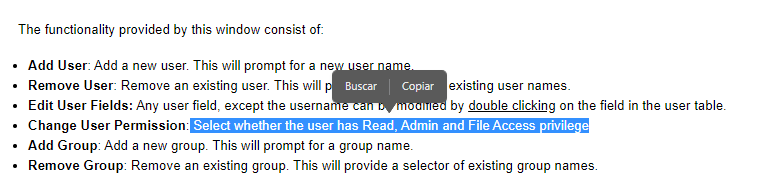 The functionality provided by this window consist of:
Add User: Add a new user. This will prompt for a new user name.
Remove User: Remove an existing user. This will p existing user names.
Buscar Copiar
Edit User Fields: Any user field, except the username can be modified by double clicking on the field in the user table.
Change User Permission: Select whether the user has Read, Admin and File Access privilege
Add Group: Add a new group. This will prompt for a group name.
Remove Group: Remove an existing group. This will provide a selector of existing group names.